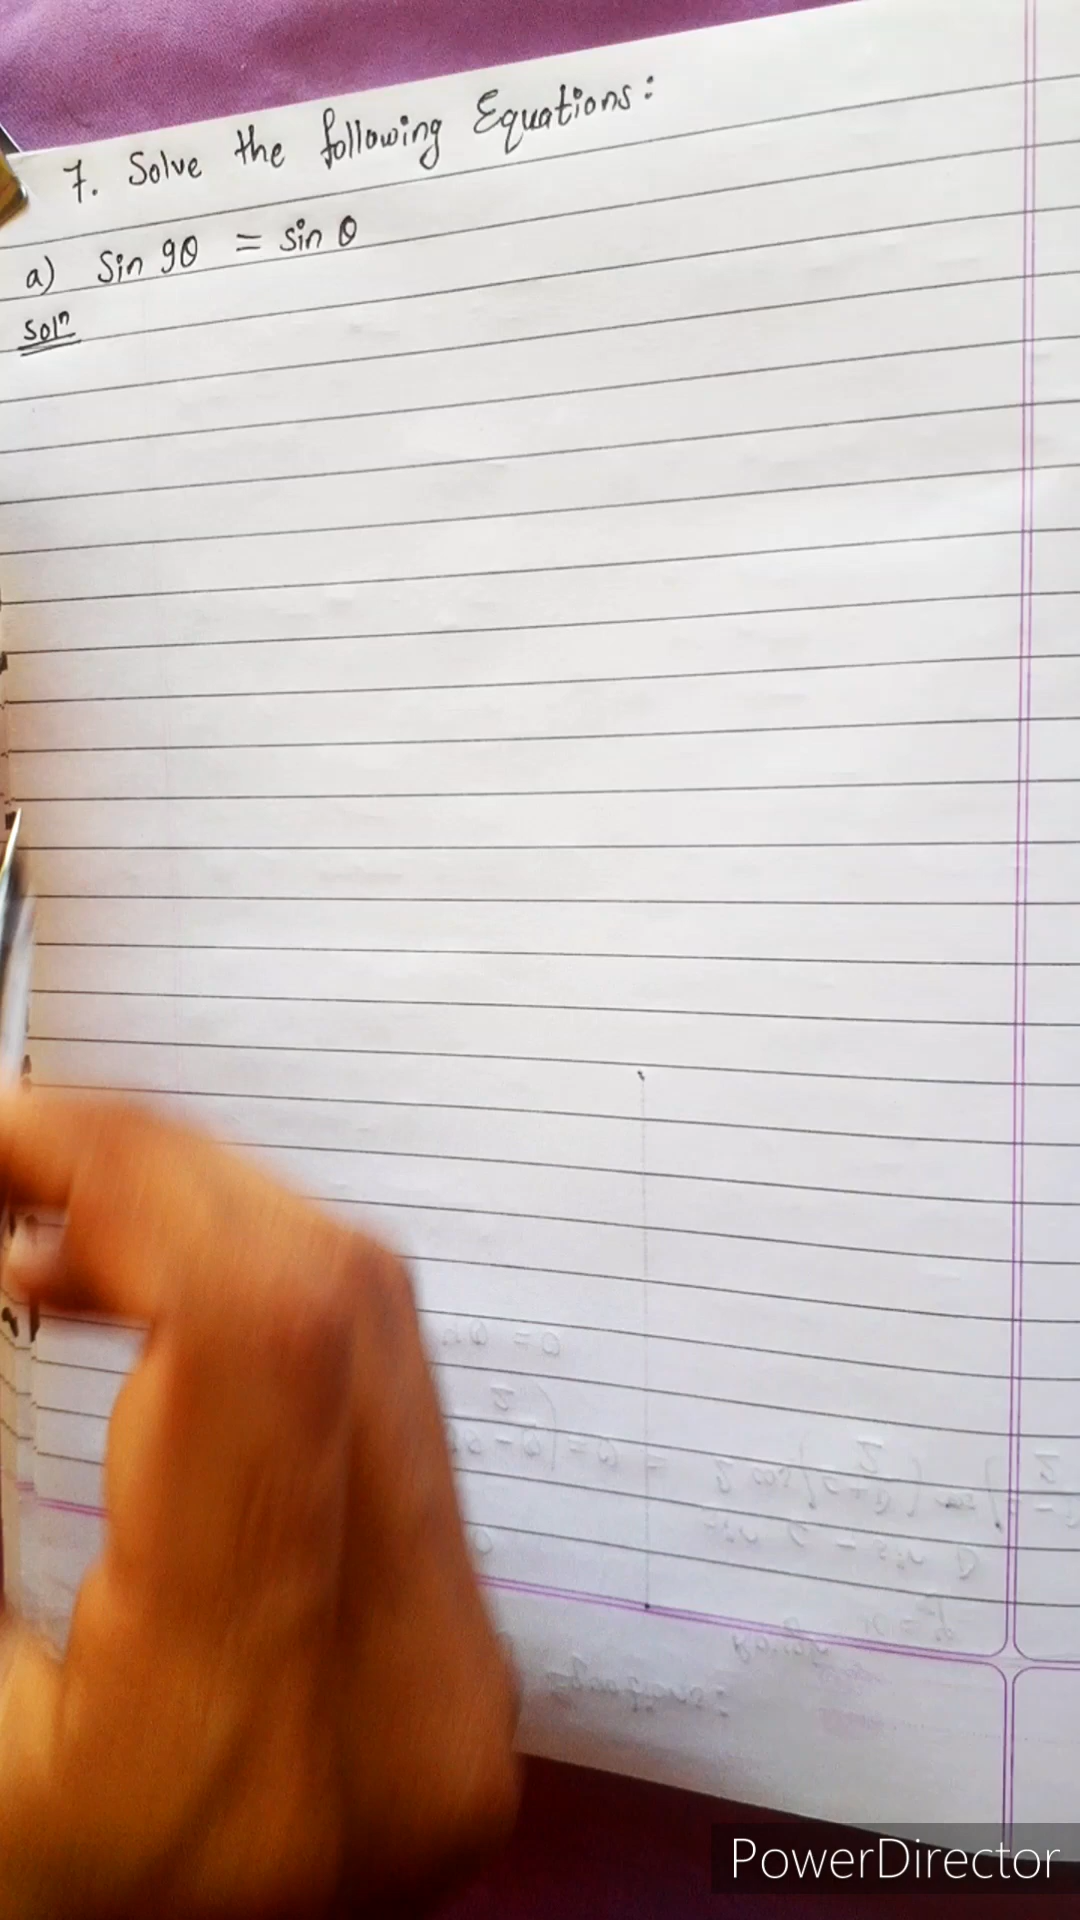 7. Solve the following Equations:
a) Sin 9θ = sin θ
Solⁿ
PowerDirector